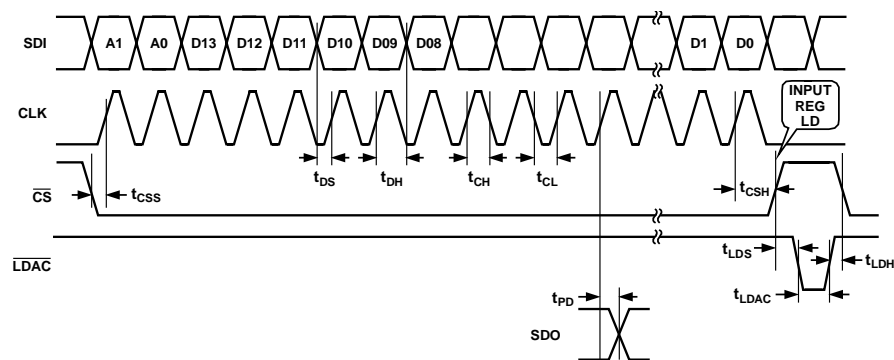 SDI
A1 A0 D13 D12 D11 D10 D09 D08 D1 D0
INPUT
REG
LD
CLK
tDS tDH tCH tCL
tCSS tCSH
CS
LDAC
tLDS tLDH
tLDAC
tPD
SDO